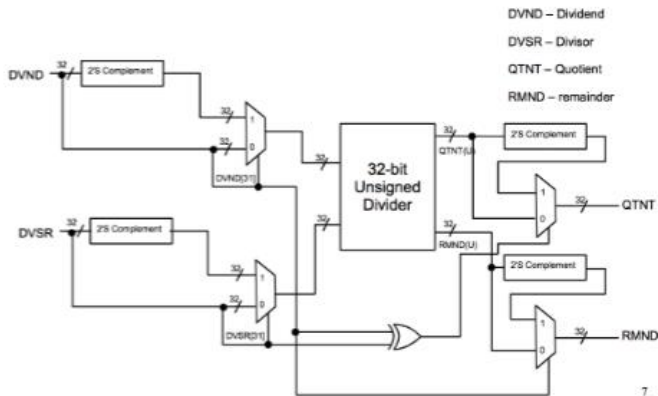 DVND – Dividend
DVSR – Divisor
QTNT – Quotient
RMND – remainder
DVND
32
2'S Complement
32
1
32
0
DVND[31]
32
32-bit
Unsigned
Divider
32
QTNT(U)
2'S Complement
1
0
32
QTNT
DVSR
32
2'S Complement
32
1
32
0
DVSR[31]
32
32
RMND(U)
2'S Complement
1
0
32
RMND
7